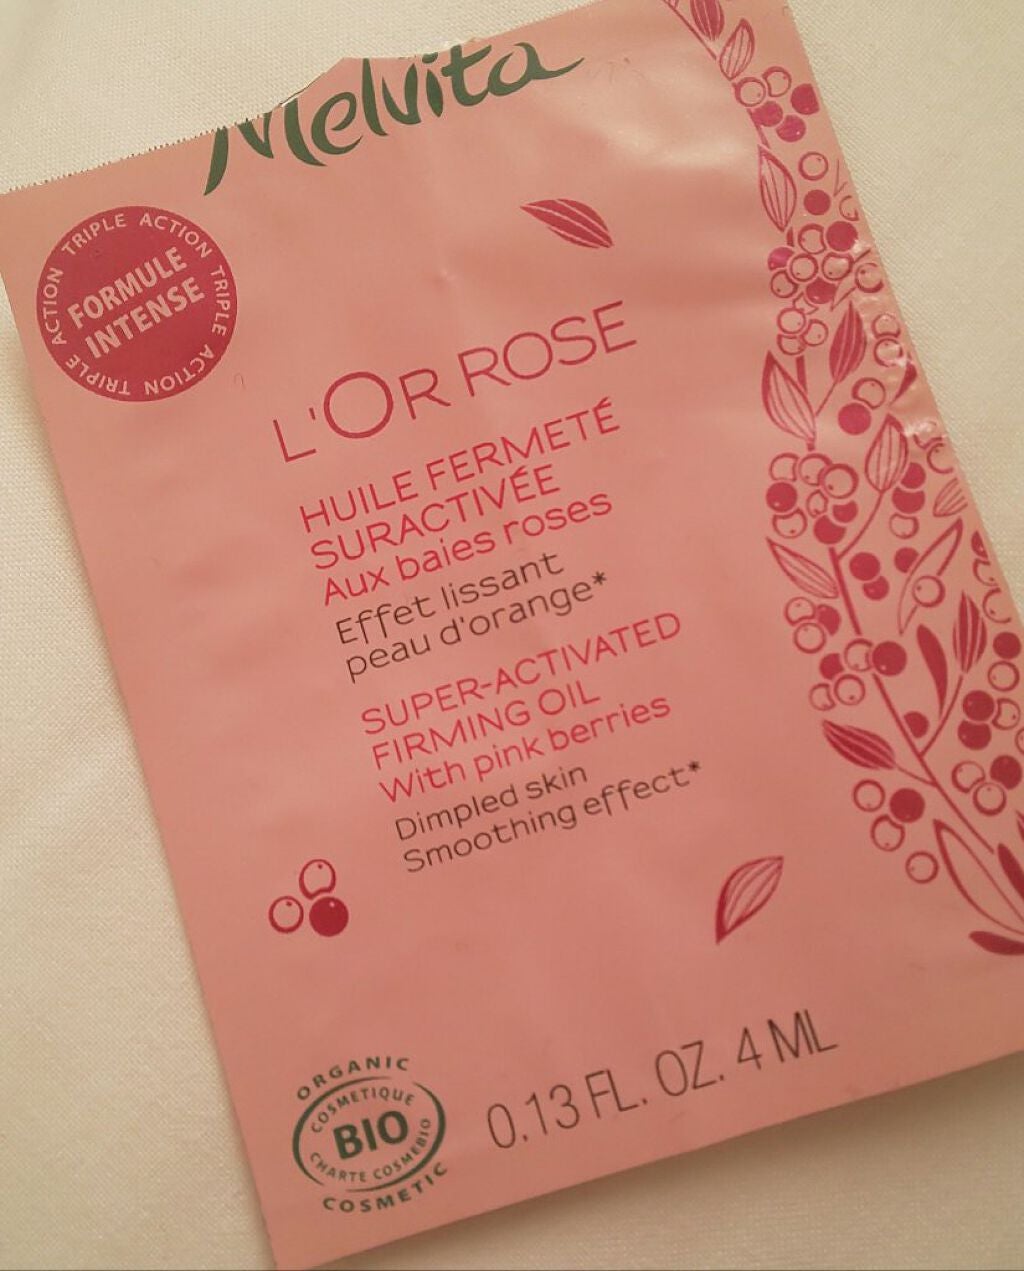 Melvita
TRIPLE ACTION TRIPLE ACTION TRIPLE ACTION
FORMULE
INTENSE
L'OR ROSE
HUILE FERMETÉ
SURACTIVÉE
Aux baies roses
Effet lissant
peau d'orange*
SUPER-ACTIVATED
FIRMING OIL
With pink berries
Dimpled skin
Smoothing effect*
ORGANIC
COSMETIQUE
BIO
CHARTE COSMEBIO
COSMETIC
0.13 FL. OZ. 4 ML